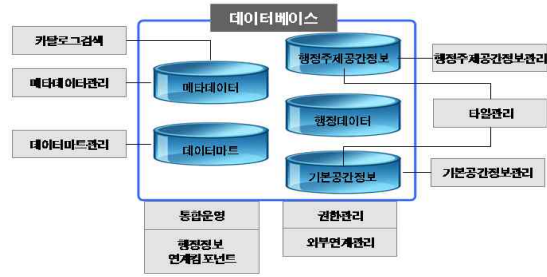 데이터베이스
카탈로그검색
행정주제공간정보
행정주제공간정보관리
메타데이터관리
메타데이터
행정데이터
타일관리
데이터마트관리
데이터마트
기본공간정보
기본공간정보관리
통합운영
권한관리
행정정보
연계컴포넌트
외부연계관리